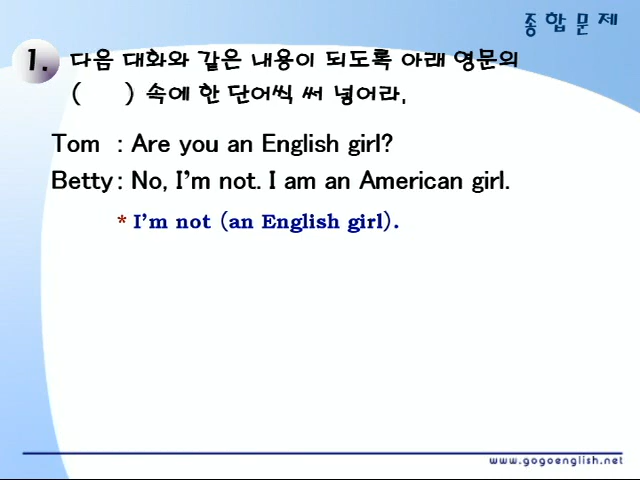 종합문제
1. 다음 대화와 같은 내용이 되도록 아래 영문의
( ) 속에 한 단어씩 써 넣어라.
Tom : Are you an English girl?
Betty : No, I'm not. I am an American girl.
* I'm not (an English girl).
www.gogoenglish.net